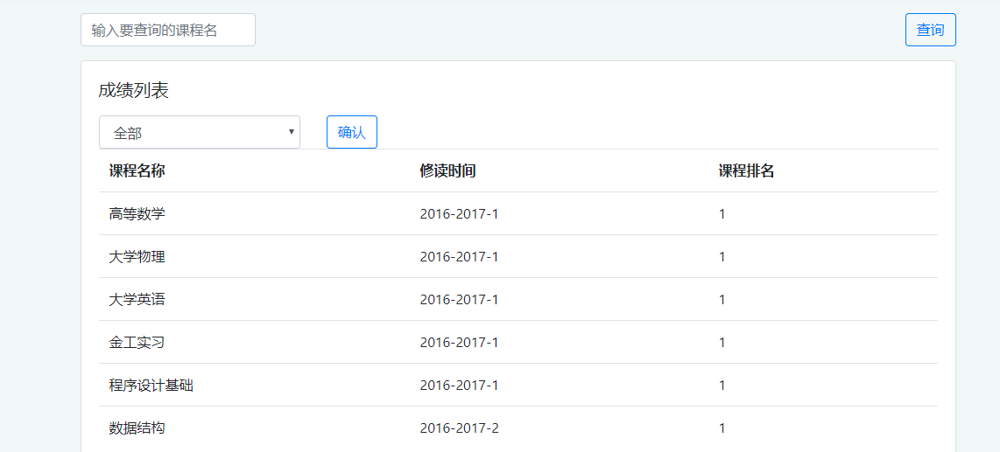 输入要查询的课程名 查询
成绩列表
全部 确认
课程名称 修读时间 课程排名
高等数学 2016-2017-1 1
大学物理 2016-2017-1 1
大学英语 2016-2017-1 1
金工实习 2016-2017-1 1
程序设计基础 2016-2017-1 1
数据结构 2016-2017-2 1